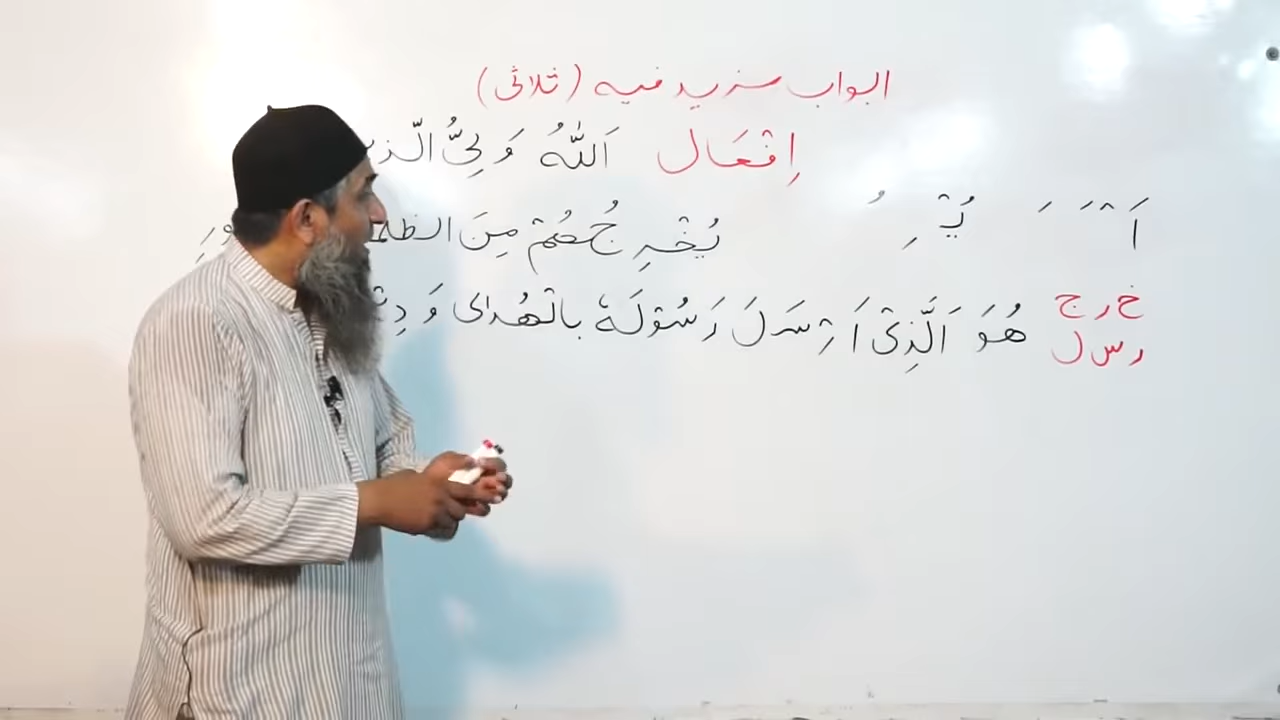 ابواب مزید فیہ (ثلاثی)
اِفْعَال اَللّٰهُ وَلِیُّ الَّذِ
اَ یُ یُخْرِجُھُمْ مِنَ الظ
خ ر ج
ر س ل ھُوَ الَّذِیْ اَرْسَلَ رَسُوْلَهٗ بِالْھُدٰی وَ دِ